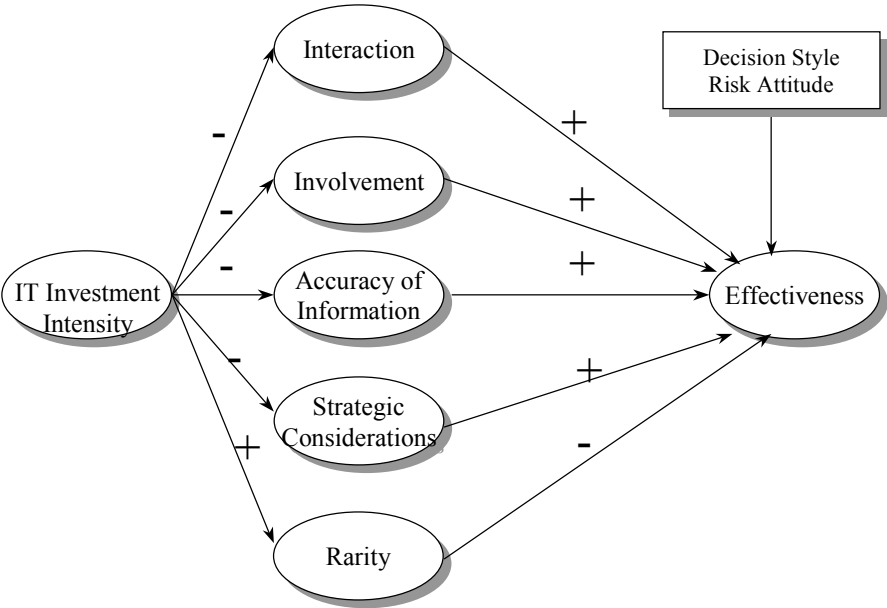 Interaction
Decision Style
Risk Attitude
-
+
Involvement
-
+
-
+
IT Investment
Intensity
Accuracy of
Information
Effectiveness
-
+
Strategic
Considerations
+
-
Rarity